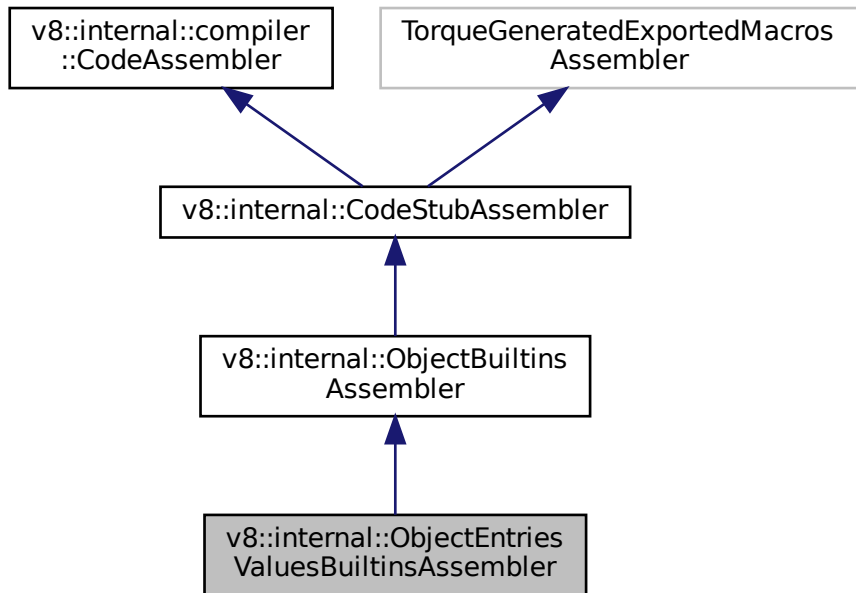 v8::internal::compiler
::CodeAssembler
TorqueGeneratedExportedMacros
Assembler
v8::internal::CodeStubAssembler
v8::internal::ObjectBuiltins
Assembler
v8::internal::ObjectEntries
ValuesBuiltinsAssembler